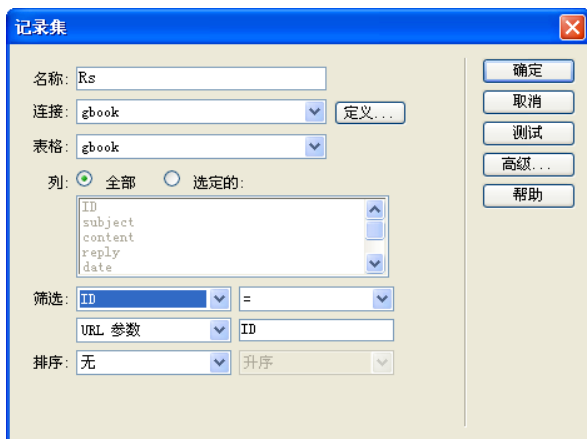 记录集
名称: Rs
连接: gbook 定义...
表格: gbook
列: 全部 选定的:
ID
subject
content
reply
date
筛选: ID =
URL 参数 ID
排序: 无 升序
确定
取消
测试
高级...
帮助